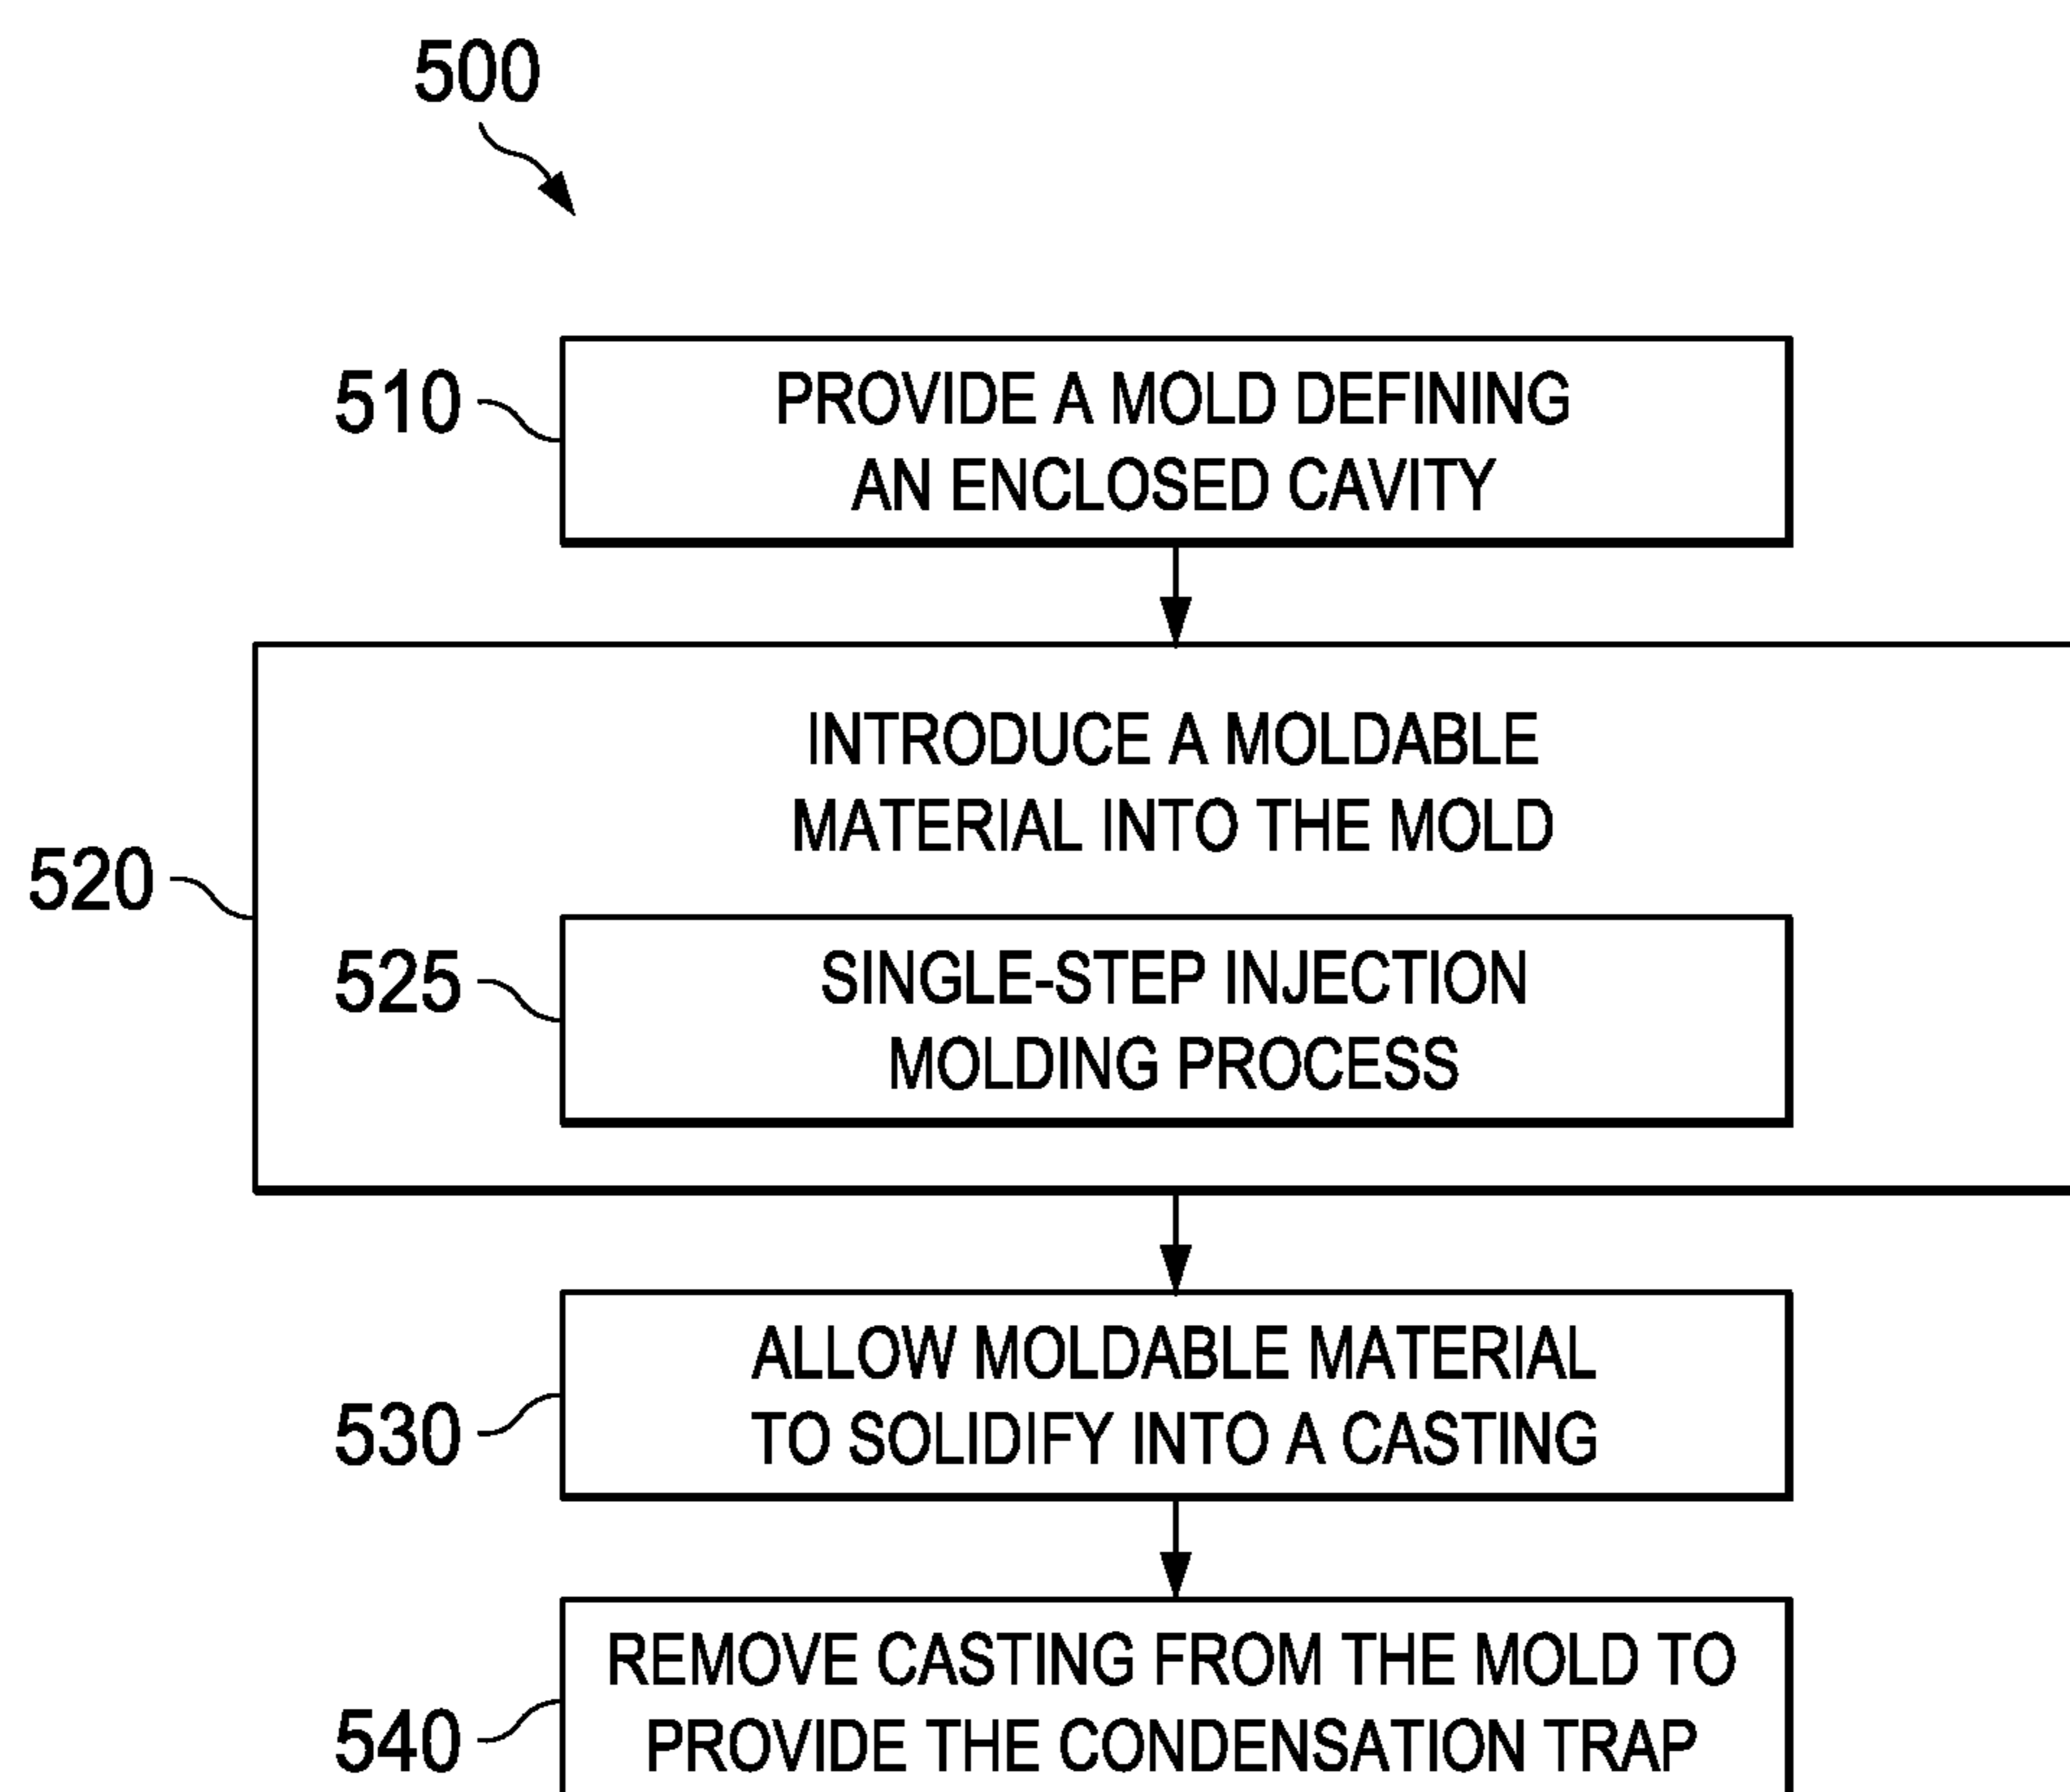 500
510
PROVIDE A MOLD DEFINING
AN ENCLOSED CAVITY
INTRODUCE A MOLDABLE
MATERIAL INTO THE MOLD
520
525
SINGLE-STEP INJECTION
MOLDING PROCESS
530
ALLOW MOLDABLE MATERIAL
TO SOLIDIFY INTO A CASTING
540
REMOVE CASTING FROM THE MOLD TO
PROVIDE THE CONDENSATION TRAP